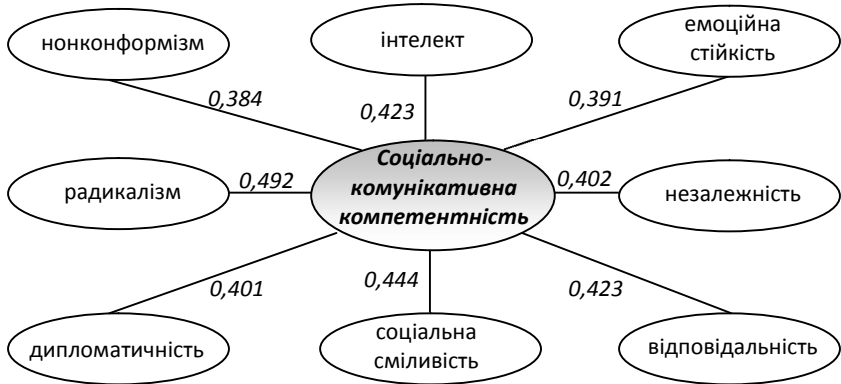 нонконформізм
інтелект
емоційна
стійкість
0,384
0,423
0,391
Соціально-
комунікативна
компетентність
радикалізм
0,492
0,402
незалежність
0,401
0,444
0,423
дипломатичність
соціальна
сміливість
відповідальність